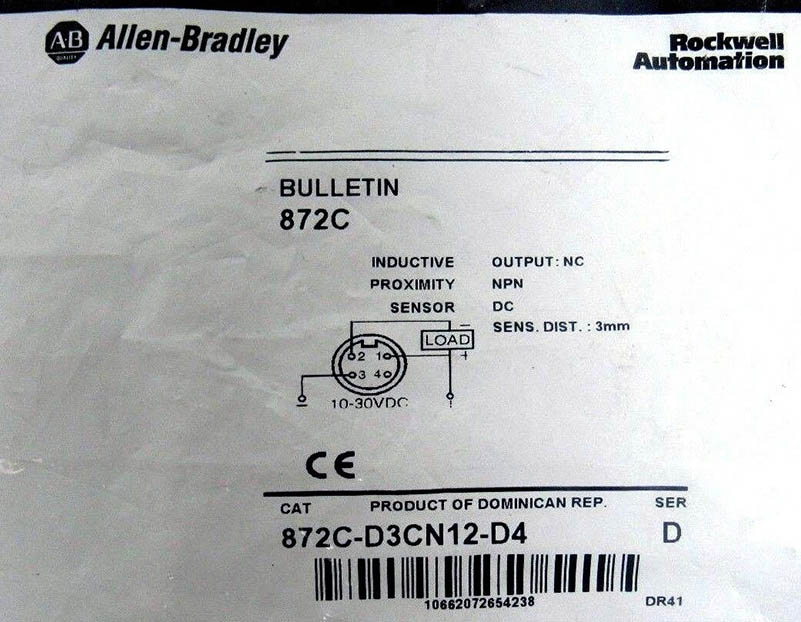 AB
QUALITY
Allen-Bradley
Rockwell
Automation
BULLETIN
872C
INDUCTIVE OUTPUT: NC
PROXIMITY NPN
SENSOR DC
SENS. DIST. : 3mm
LOAD
−
+
2 1
3 4
10-30VDC
−
CE
CAT PRODUCT OF DOMINICAN REP. SER
872C-D3CN12-D4 D
10662072654238 DR41